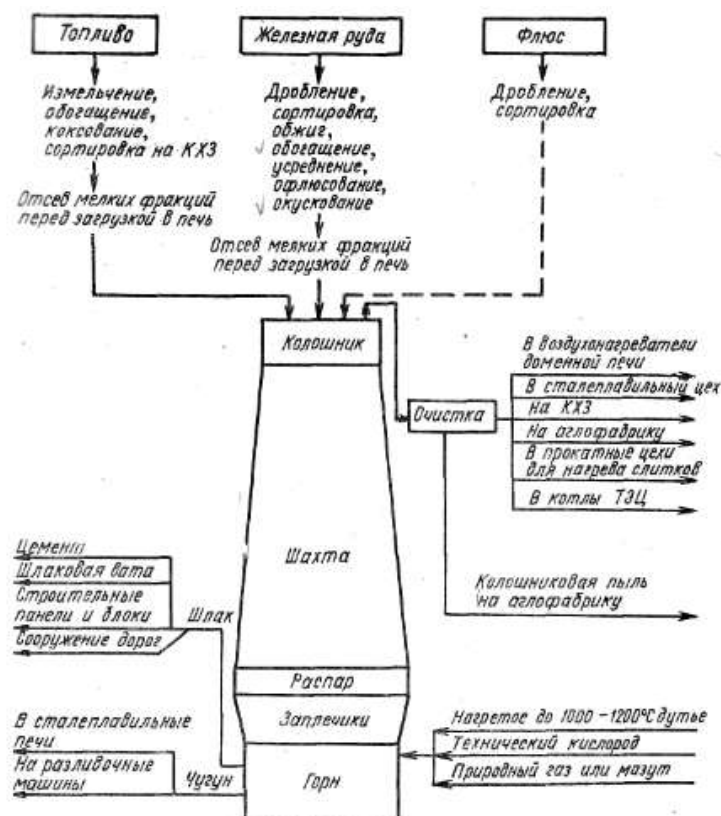 Топливо
Железная руда
Флюс
Измельчение,
обогащение,
коксование,
сортировка на КХЗ
Дробление,
сортировка,
обжиг,
обогащение,
усреднение,
офлюсование,
окускование
Дробление,
сортировка
Отсев мелких фракций
перед загрузкой в печь
Отсев мелких фракций
перед загрузкой в печь
Колошник
Очистка
В воздухонагреватели
доменной печи
В сталеплавильный цех
на КХЗ
На аглофабрику
В прокатные цехи
для нагрева слитков
В котлы ТЭЦ
Шахта
Колошниковая пыль
на аглофабрику
Цемент
Шлаковая вата
Строительные
панели и блоки
Шлак
Сооружение дорог
Распар
Заплечики
Горн
В сталеплавильные
печи
На разливочные
машины
Чугун
Нагретое до 1000-1200°С дутье
Технический кислород
Природный газ или мазут